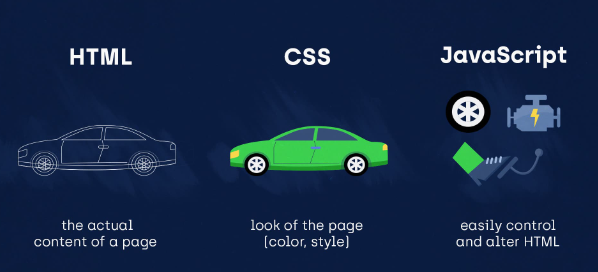 HTML
CSS
JavaScript
the actual
content of a page
look of the page
(color, style)
easily control
and alter HTML